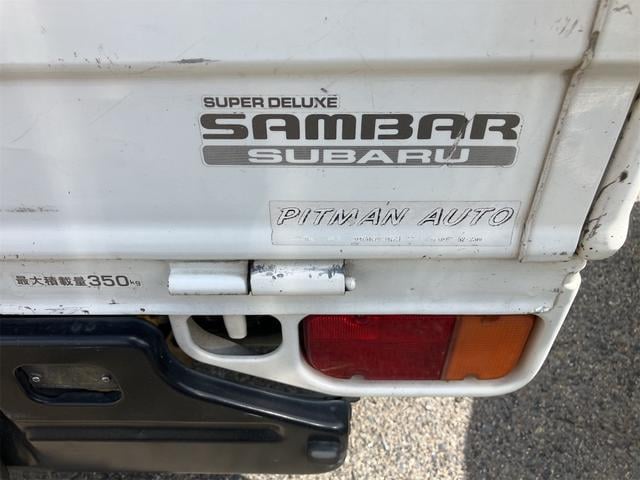 SUPER DELUXE
SAMBAR
SUBARU
PITMAN AUTO
最大積載量350kg